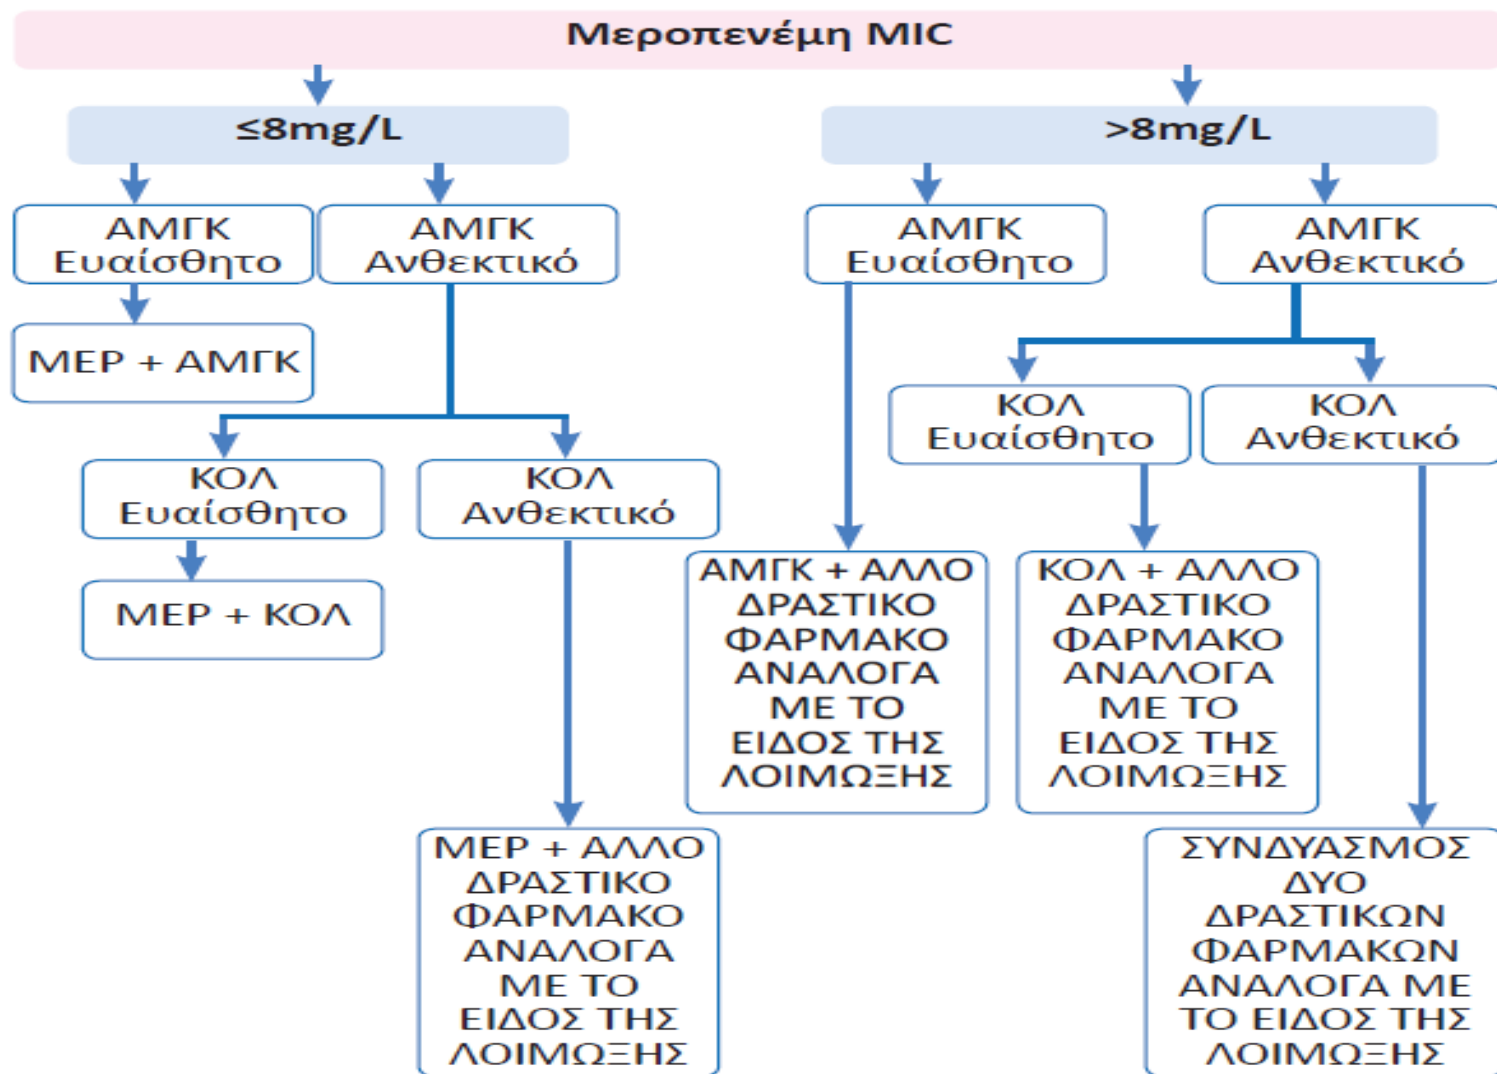 Μεροπενέμη MIC
≤8mg/L
>8mg/L
ΑΜΓΚ
Ευαίσθητο
ΑΜΓΚ
Ανθεκτικό
ΑΜΓΚ
Ευαίσθητο
ΑΜΓΚ
Ανθεκτικό
ΜΕΡ + ΑΜΓΚ
ΚΟΛ
Ευαίσθητο
ΚΟΛ
Ανθεκτικό
ΚΟΛ
Ευαίσθητο
ΚΟΛ
Ανθεκτικό
ΜΕΡ + ΚΟΛ
ΑΜΓΚ + ΑΛΛΟ
ΔΡΑΣΤΙΚΟ
ΦΑΡΜΑΚΟ
ΑΝΑΛΟΓΑ
ΜΕ ΤΟ
ΕΙΔΟΣ ΤΗΣ
ΛΟΙΜΩΞΗΣ
ΚΟΛ + ΑΛΛΟ
ΔΡΑΣΤΙΚΟ
ΦΑΡΜΑΚΟ
ΑΝΑΛΟΓΑ
ΜΕ ΤΟ
ΕΙΔΟΣ ΤΗΣ
ΛΟΙΜΩΞΗΣ
ΜΕΡ + ΑΛΛΟ
ΔΡΑΣΤΙΚΟ
ΦΑΡΜΑΚΟ
ΑΝΑΛΟΓΑ
ΜΕ ΤΟ
ΕΙΔΟΣ ΤΗΣ
ΛΟΙΜΩΞΗΣ
ΣΥΝΔΥΑΣΜΟΣ
ΔΥΟ
ΔΡΑΣΤΙΚΩΝ
ΦΑΡΜΑΚΩΝ
ΑΝΑΛΟΓΑ ΜΕ
ΤΟ ΕΙΔΟΣ ΤΗΣ
ΛΟΙΜΩΞΗΣ